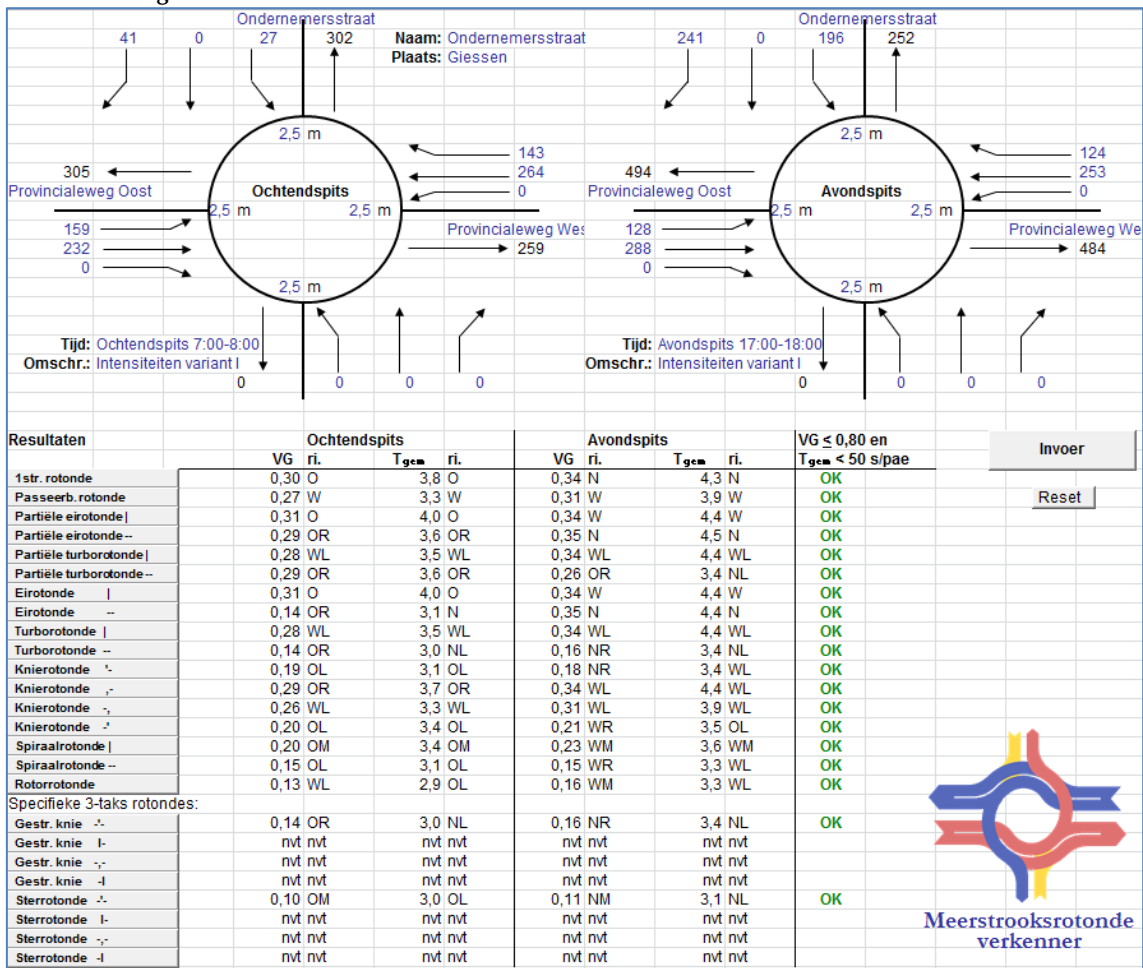 Ondernemersstraat Ondernemersstraat
41 0 27 302 Naam: Ondernemersstraat 241 0 196 252
Plaats: Giessen
2,5 m 2,5 m
143 124
305 264 494 253
Provincialeweg Oost Ochtendspits 0 Provincialeweg Oost Avondspits 0
2,5 m 2,5 m 2,5 m 2,5 m
159 Provincialeweg Wes 128 Provincialeweg We
232 259 288 484
0 0
2,5 m 2,5 m
Tijd: Ochtendspits 7:00-8:00 Tijd: Avondspits 17:00-18:00
Omschr.: Intensiteiten variant I Omschr.: Intensiteiten variant I
0 0 0 0 0 0 0 0
Resultaten Ochtendspits Avondspits VG ≤ 0,80 en Invoer
VG ri. Tgem ri. VG ri. Tgem ri. Tgem < 50 s/pae
1str. rotonde 0,30 O 3,8 O 0,34 N 4,3 N OK
Passeerb. rotonde 0,27 W 3,3 W 0,31 W 3,9 W OK Reset
Partiële eirotonde | 0,31 O 4,0 O 0,34 W 4,4 W OK
Partiële eirotonde -- 0,29 OR 3,6 OR 0,35 N 4,5 N OK
Partiële turborotonde | 0,28 WL 3,5 WL 0,34 WL 4,4 WL OK
Partiële turborotonde -- 0,29 OR 3,6 OR 0,26 OR 3,4 NL OK
Eirotonde | 0,31 O 4,0 O 0,34 W 4,4 W OK
Eirotonde -- 0,14 OR 3,1 N 0,35 N 4,4 N OK
Turborotonde | 0,28 WL 3,5 WL 0,34 WL 4,4 WL OK
Turborotonde -- 0,14 OR 3,0 NL 0,16 NR 3,4 NL OK
Knierotonde '- 0,19 OL 3,1 OL 0,18 NR 3,4 WL OK
Knierotonde ,- 0,29 OR 3,7 OR 0,34 WL 4,4 WL OK
Knierotonde -, 0,26 WL 3,3 WL 0,31 WL 3,9 WL OK
Knierotonde -' 0,20 OL 3,4 OL 0,21 WR 3,5 OL OK
Spiraalrotonde | 0,20 OM 3,4 OM 0,23 WM 3,6 WM OK
Spiraalrotonde -- 0,15 OL 3,1 OL 0,15 WR 3,3 WL OK
Rotorrotonde 0,13 WL 2,9 OL 0,16 WM 3,3 WL OK
Specifieke 3-taks rotondes:
Gestr. knie -'- 0,14 OR 3,0 NL 0,16 NR 3,4 NL OK
Gestr. knie I- nvt nvt nvt nvt nvt nvt nvt nvt
Gestr. knie -,- nvt nvt nvt nvt nvt nvt nvt nvt
Gestr. knie -I nvt nvt nvt nvt nvt nvt nvt nvt
Sterrotonde -'- 0,10 OM 3,0 OL 0,11 NM 3,1 NL OK
Sterrotonde I- nvt nvt nvt nvt nvt nvt nvt nvt
Sterrotonde -,- nvt nvt nvt nvt nvt nvt nvt nvt
Sterrotonde -I nvt nvt nvt nvt nvt nvt nvt nvt
Meerstrooksrotonde
verkenner